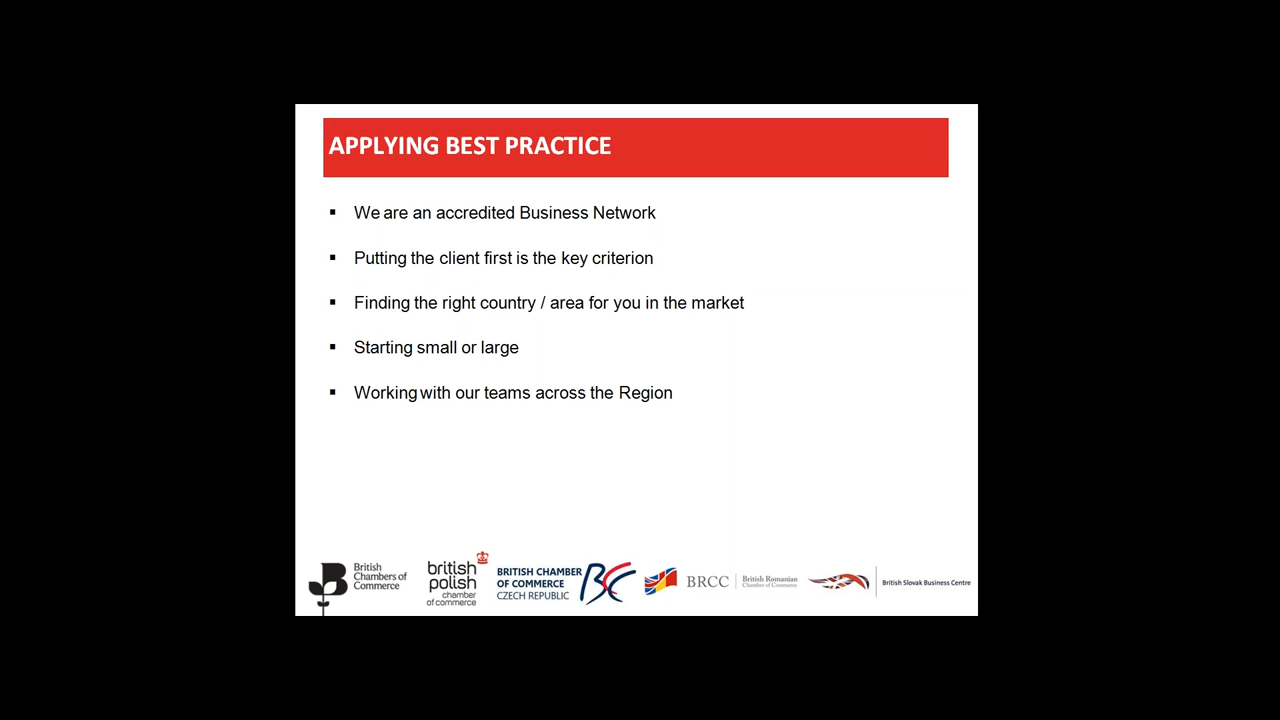 APPLYING BEST PRACTICE
▪ We are an accredited Business Network
▪ Putting the client first is the key criterion
▪ Finding the right country / area for you in the market
▪ Starting small or large
▪ Working with our teams across the Region
British
Chambers of
Commerce
british
polish
chamber
of commerce
BRITISH CHAMBER
OF COMMERCE
CZECH REPUBLIC
BCC
BRCC
British Romanian
Chamber of Commerce
British Slovak Business Centre